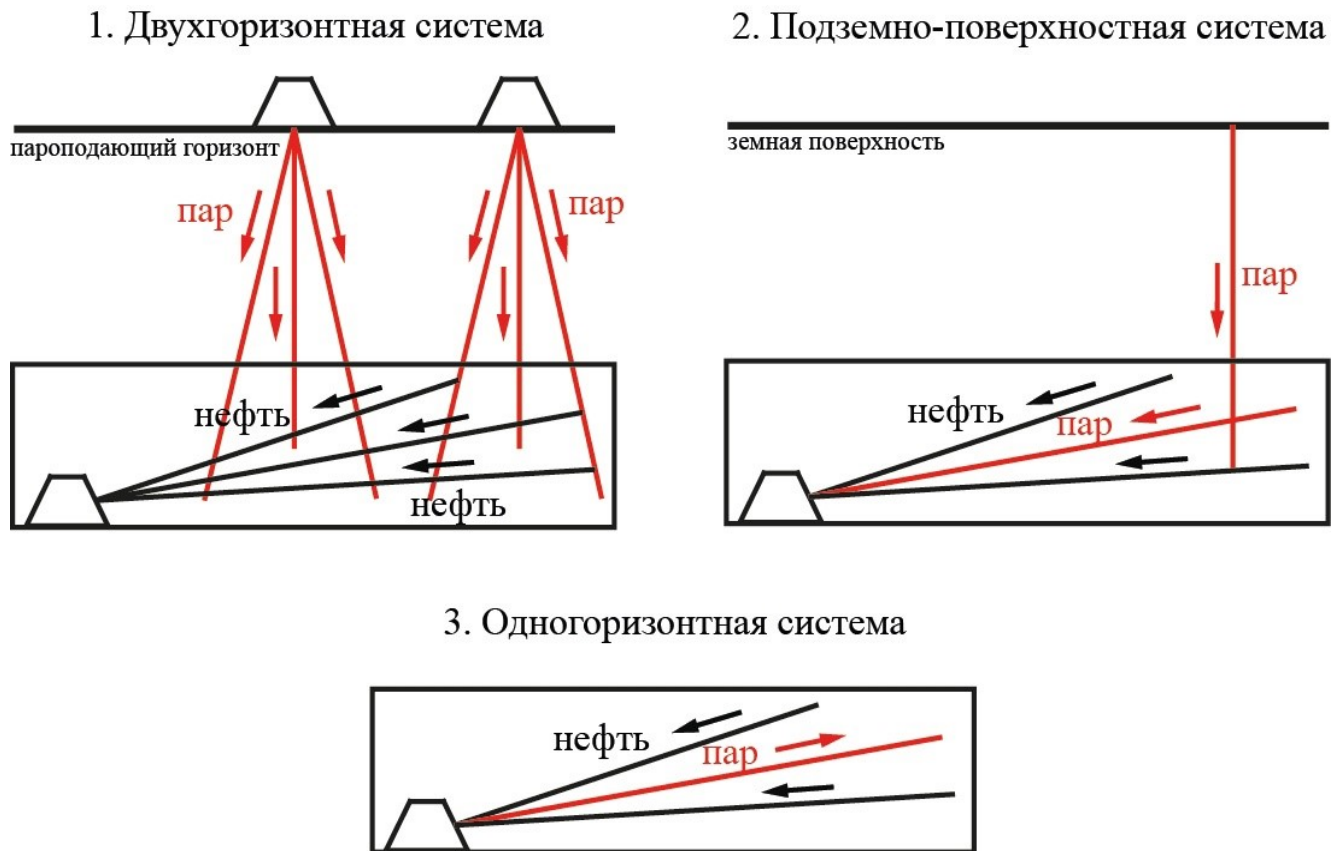 1. Двухгоризонтная система
пароподающий горизонт
пар
пар
нефть
нефть
2. Подземно-поверхностная система
земная поверхность
пар
нефть
пар
3. Одногоризонтная система
нефть
пар